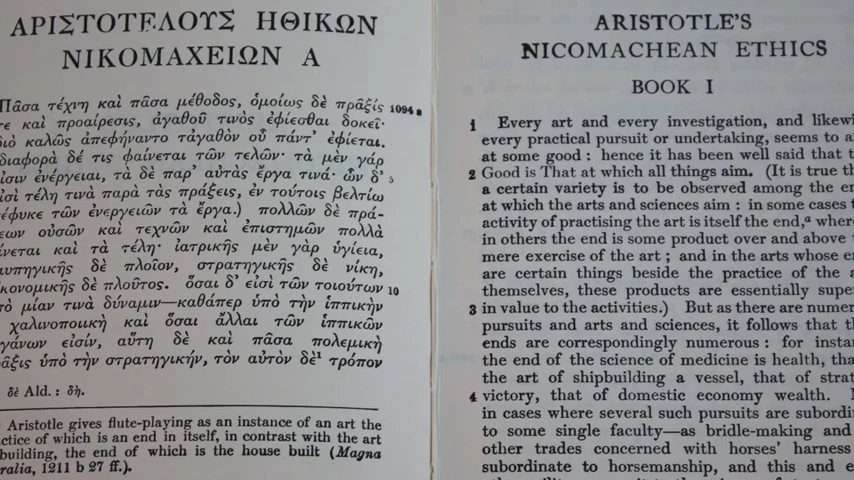 ΑΡΙΣΤΟΤΕΛΟΥΣ ΗΘΙΚΩΝ
ΝΙΚΟΜΑΧΕΙΩΝ Α
Πᾶσα τέχνη καὶ πᾶσα μέθοδος, ὁμοίως δὲ πρᾶξίς 1094 a
τε καὶ προαίρεσις, ἀγαθοῦ τινὸς ἐφίεσθαι δοκεῖ·
διὸ καλῶς ἀπεφήναντο τἀγαθὸν οὗ πάντ’ ἐφίεται.
διαφορὰ δέ τις φαίνεται τῶν τελῶν· τὰ μὲν γάρ
εἰσιν ἐνέργειαι, τὰ δὲ παρ’ αὐτὰς ἔργα τινά· ὧν δ’ 5
εἰσὶ τέλη τινὰ παρὰ τὰς πράξεις, ἐν τούτοις βελτίω
πέφυκε τῶν ἐνεργειῶν τὰ ἔργα.) πολλῶν δὲ πρά-
ξεων οὐσῶν καὶ τεχνῶν καὶ ἐπιστημῶν πολλὰ
γίνεται καὶ τὰ τέλη· ἰατρικῆς μὲν γὰρ ὑγίεια,
ναυπηγικῆς δὲ πλοῖον, στρατηγικῆς δὲ νίκη,
οἰκονομικῆς δὲ πλοῦτος. ὅσαι δ’ εἰσὶ τῶν τοιούτων 10
ὑπὸ μίαν τινὰ δύναμιν—καθάπερ ὑπὸ τὴν ἱππικὴν
χαλινοποιικὴ καὶ ὅσαι ἄλλαι τῶν ἱππικῶν
ὀργάνων εἰσίν, αὕτη δὲ καὶ πᾶσα πολεμικὴ
πρᾶξις ὑπὸ τὴν στρατηγικήν, τὸν αὐτὸν δὲ¹ τρόπον
δὲ Ald.: δὴ.
Aristotle gives flute-playing as an instance of an art the
ctice of which is an end in itself, in contrast with the art
building, the end of which is the house built (Magna
ralia, 1211 b 27 ff.).
ARISTOTLE'S
NICOMACHEAN ETHICS
BOOK I
1 Every art and every investigation, and likewi
every practical pursuit or undertaking, seems to a
at some good : hence it has been well said that t
2 Good is That at which all things aim. (It is true th
a certain variety is to be observed among the en
at which the arts and sciences aim : in some cases t
activity of practising the art is itself the end,ᵃ where
in others the end is some product over and above t
mere exercise of the art ; and in the arts whose e
are certain things beside the practice of the a
themselves, these products are essentially supe
3 in value to the activities.) But as there are numer
pursuits and arts and sciences, it follows that th
ends are correspondingly numerous : for instan
the end of the science of medicine is health, tha
the art of shipbuilding a vessel, that of strat
4 victory, that of domestic economy wealth.
in cases where several such pursuits are subordi
to some single faculty—as bridle-making and
other trades concerned with horses' harness
subordinate to horsemanship, and this and e